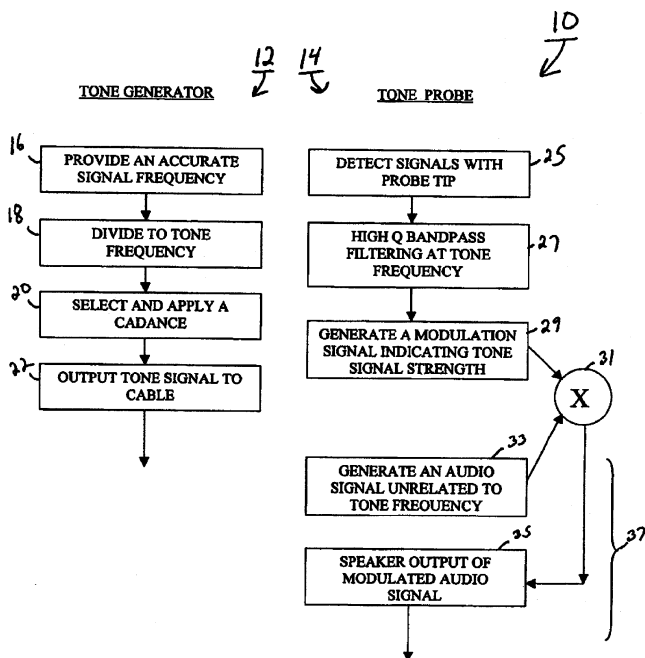 10
12 14
TONE GENERATOR
TONE PROBE
16
PROVIDE AN ACCURATE
SIGNAL FREQUENCY
18
DIVIDE TO TONE
FREQUENCY
20
SELECT AND APPLY A
CADANCE
22
OUTPUT TONE SIGNAL TO
CABLE
25
DETECT SIGNALS WITH
PROBE TIP
27
HIGH Q BANDPASS
FILTERING AT TONE
FREQUENCY
29
GENERATE A MODULATION
SIGNAL INDICATING TONE
SIGNAL STRENGTH
31
X
33
GENERATE AN AUDIO
SIGNAL UNRELATED TO
TONE FREQUENCY
35
SPEAKER OUTPUT OF
MODULATED AUDIO
SIGNAL
37